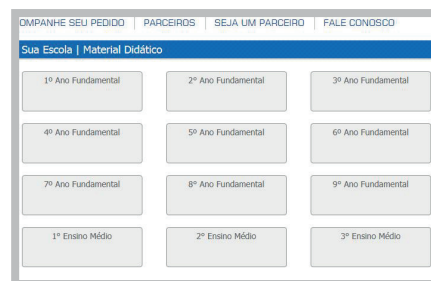 OMPANHE SEU PEDIDO PARCEIROS SEJA UM PARCEIRO FALE CONOSCO
Sua Escola | Material Didático
1º Ano Fundamental 2º Ano Fundamental 3º Ano Fundamental
4º Ano Fundamental 5º Ano Fundamental 6º Ano Fundamental
7º Ano Fundamental 8º Ano Fundamental 9º Ano Fundamental
1º Ensino Médio 2º Ensino Médio 3º Ensino Médio